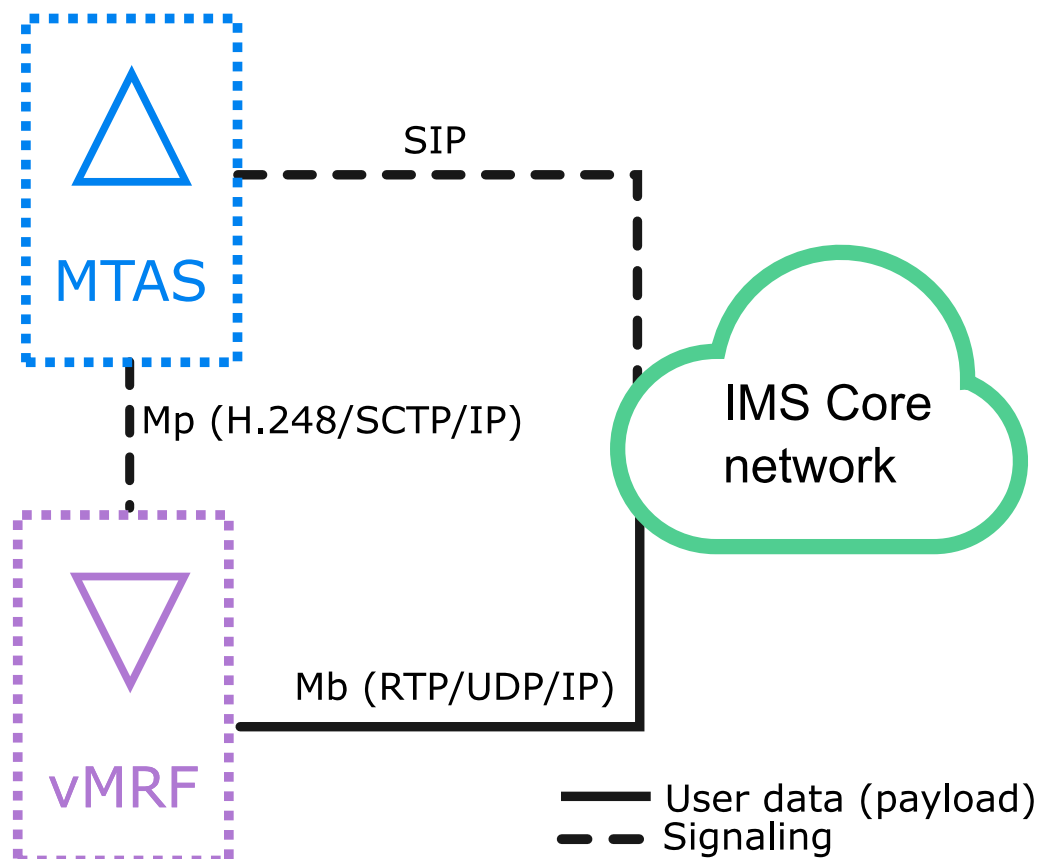 SIP
MTAS
Mp (H.248/SCTP/IP)
IMS Core
network
Mb (RTP/UDP/IP)
vMRF
User data (payload)
Signaling